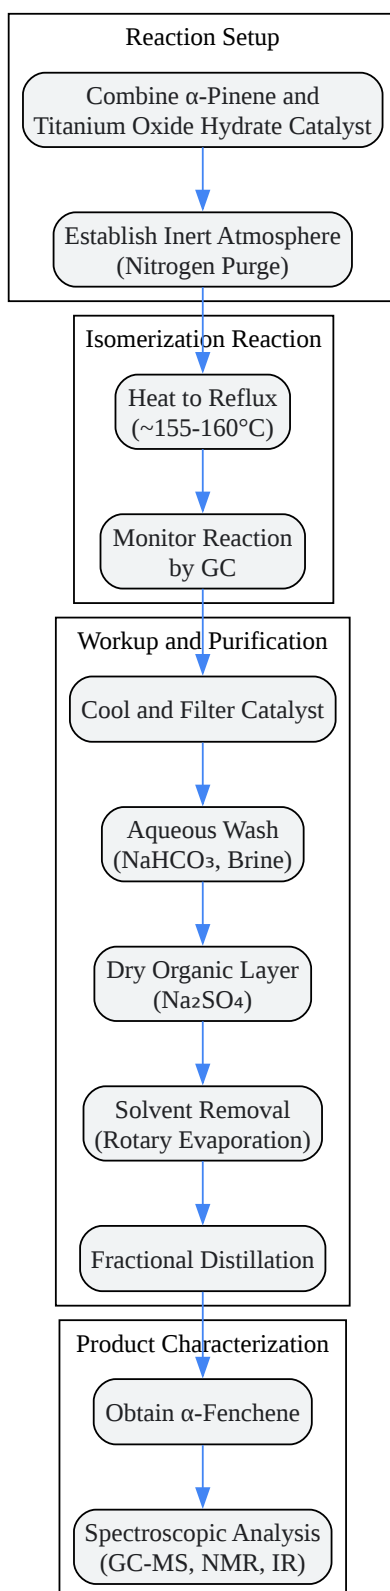 Reaction Setup
Combine α-Pinene and
Titanium Oxide Hydrate Catalyst
Establish Inert Atmosphere
(Nitrogen Purge)
Isomerization Reaction
Heat to Reflux
(~155-160°C)
Monitor Reaction
by GC
Workup and Purification
Cool and Filter Catalyst
Aqueous Wash
(NaHCO₃, Brine)
Dry Organic Layer
(Na₂SO₄)
Solvent Removal
(Rotary Evaporation)
Fractional Distillation
Product Characterization
Obtain α-Fenchene
Spectroscopic Analysis
(GC-MS, NMR, IR)